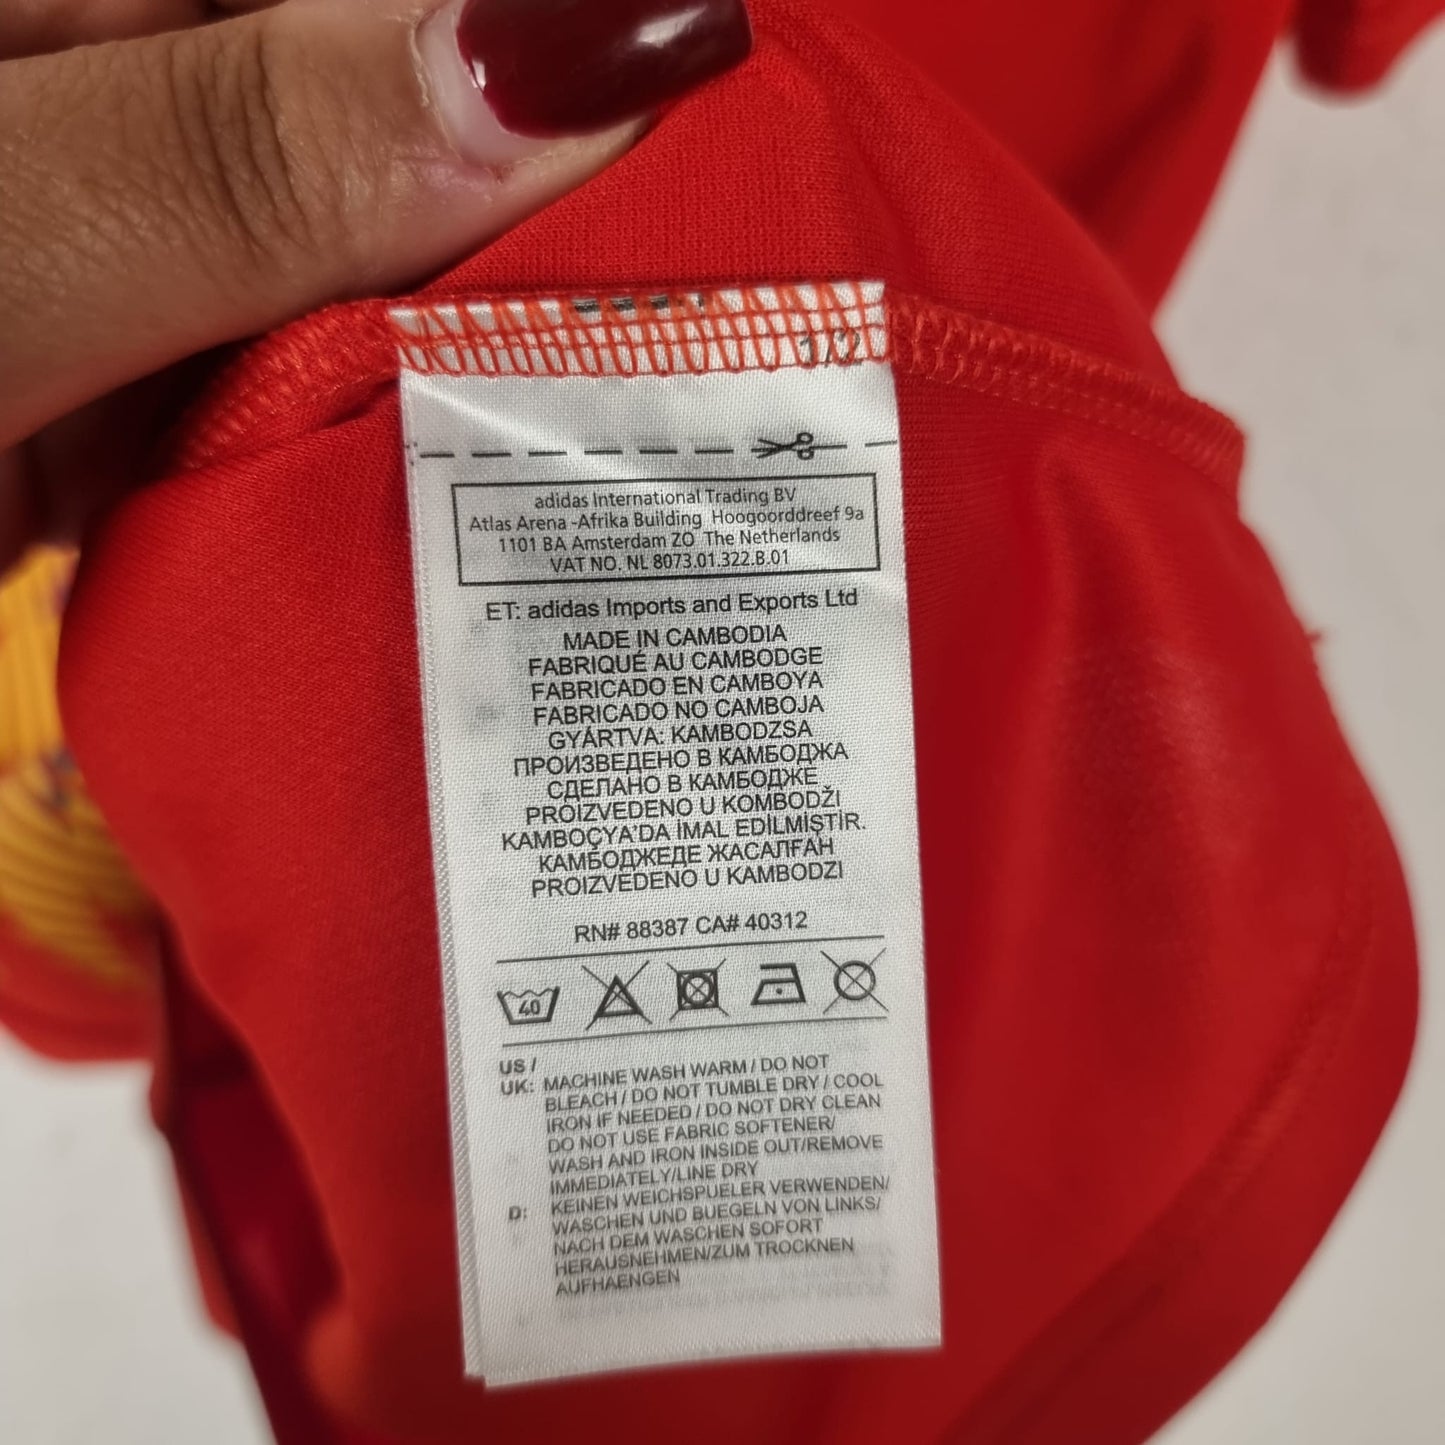 1/2
adidas International Trading BV
Atlas Arena -Afrika Building Hoogoorddreef 9a
1101 BA Amsterdam ZO The Netherlands
VAT NO. NL 8073.01.322.B.01
ET: adidas Imports and Exports Ltd
MADE IN CAMBODIA
FABRIQUÉ AU CAMBODGE
FABRICADO EN CAMBOYA
FABRICADO NO CAMBOJA
GYÁRTVA: KAMBODZSA
ПРОИЗВЕДЕНО В КАМБОДЖА
СДЕЛАНО В КАМБОДЖЕ
PROIZVEDENO U KOMBODŽI
KAMBOÇYA'DA İMAL EDİLMİŞTİR.
КАМБОДЖЕДЕ ЖАСАЛҒАН
PROIZVEDENO U KAMBODZI
RN# 88387 CA# 40312
40
US /
UK: MACHINE WASH WARM / DO NOT
BLEACH / DO NOT TUMBLE DRY / COOL
IRON IF NEEDED / DO NOT DRY CLEAN
DO NOT USE FABRIC SOFTENER/
WASH AND IRON INSIDE OUT/REMOVE
IMMEDIATELY/LINE DRY
D: KEINEN WEICHSPUELER VERWENDEN/
WASCHEN UND BUEGELN VON LINKS/
NACH DEM WASCHEN SOFORT
HERAUSNEHMEN/ZUM TROCKNEN
AUFHAENGEN